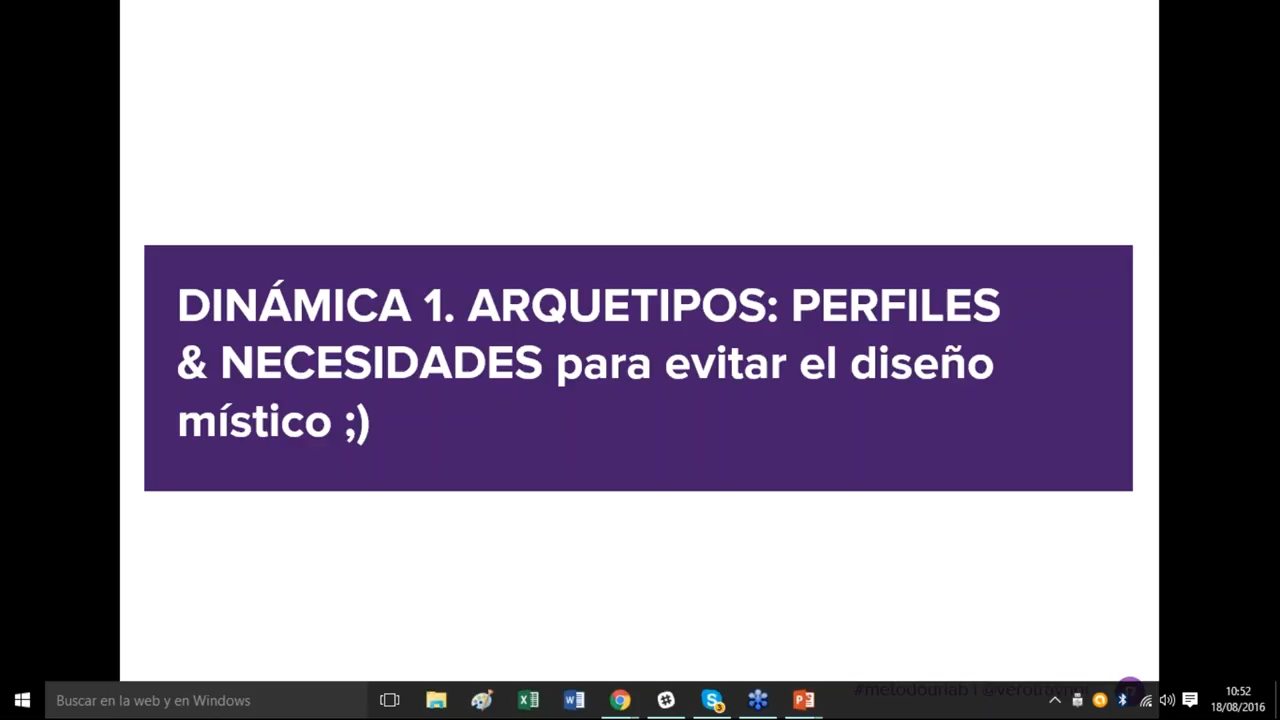 DINÁMICA 1. ARQUETIPOS: PERFILES
& NECESIDADES para evitar el diseño
místico ;)
Buscar en la web y en Windows
3
10:52
18/08/2016